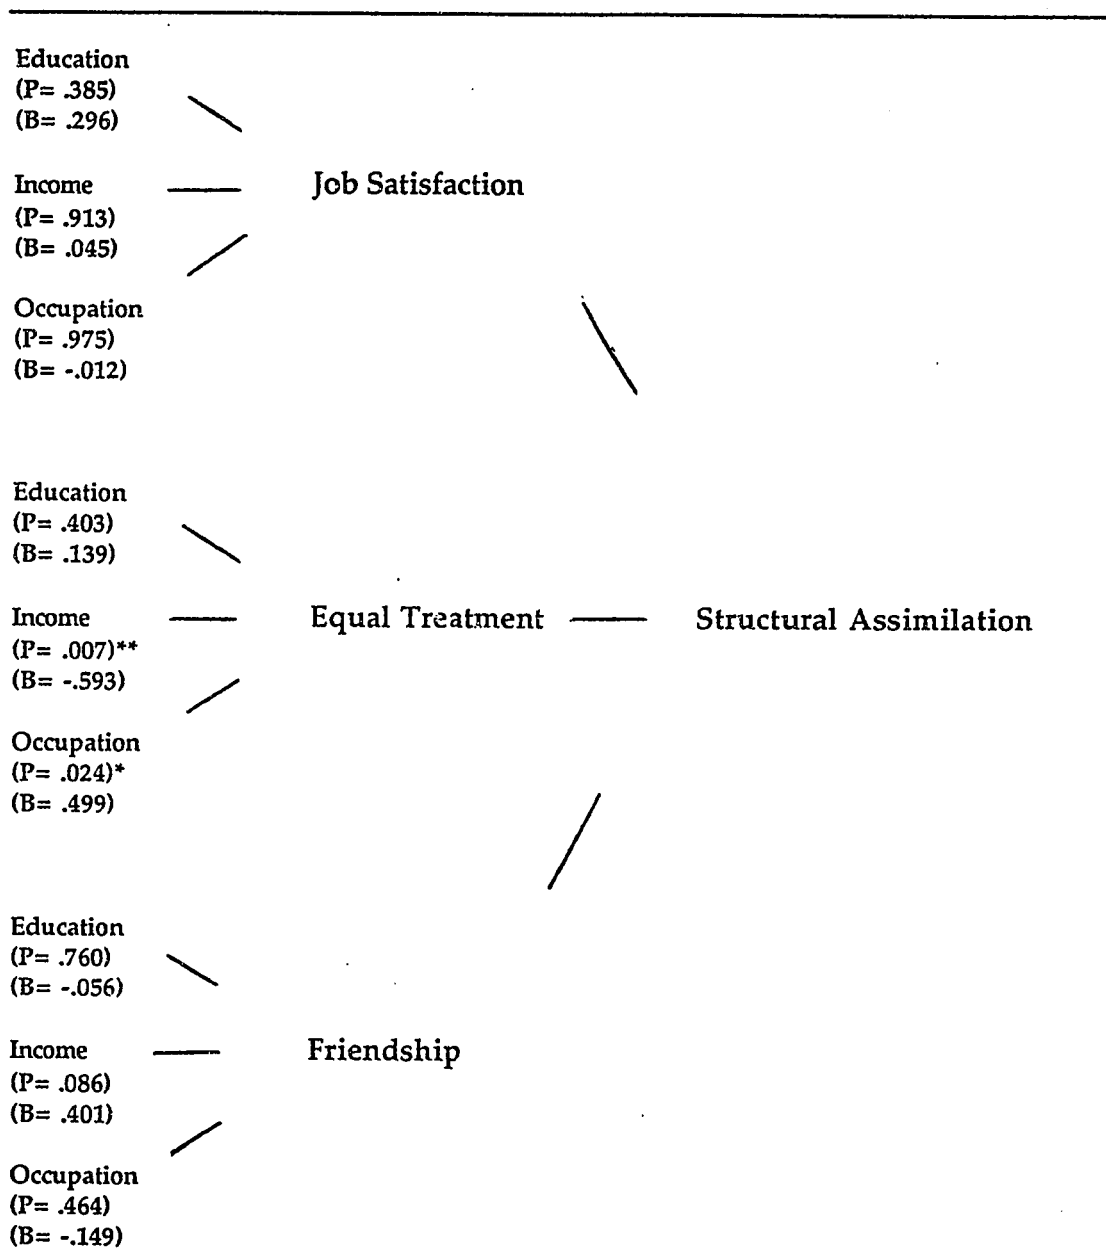 Education
(P= .385)
(B= .296)
Income
Job Satisfaction
(P= .913)
(B= .045)
Occupation
(P= .975)
(B= -.012)
Education
(P= .403)
(B= .139)
Income
Equal Treatment
Structural Assimilation
(P= .007)**
(B= -.593)
Occupation
(P= .024)*
(B= .499)
Education
(P= .760)
(B= -.056)
Income
Friendship
(P= .086)
(B= .401)
Occupation
(P= .464)
(B= -.149)